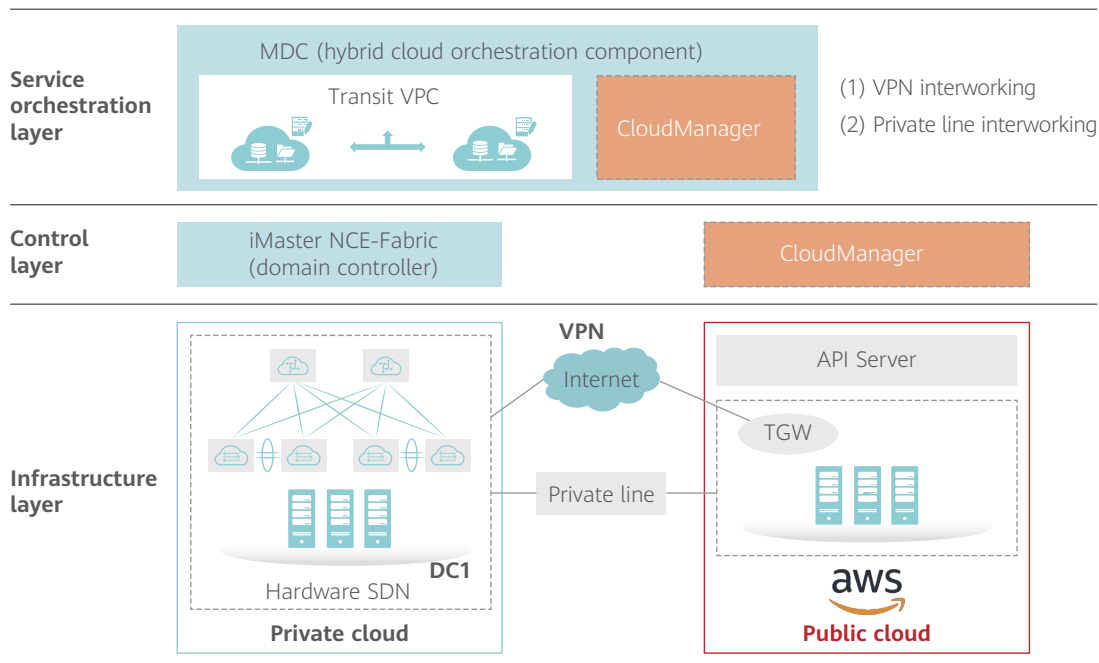 Service
orchestration
layer
MDC (hybrid cloud orchestration component)
Transit VPC
CloudManager
(1) VPN interworking
(2) Private line interworking
Control
layer
iMaster NCE-Fabric
(domain controller)
CloudManager
Infrastructure
layer
VPN
Internet
Private line
DC1
Hardware SDN
Private cloud
API Server
TGW
aws
Public cloud